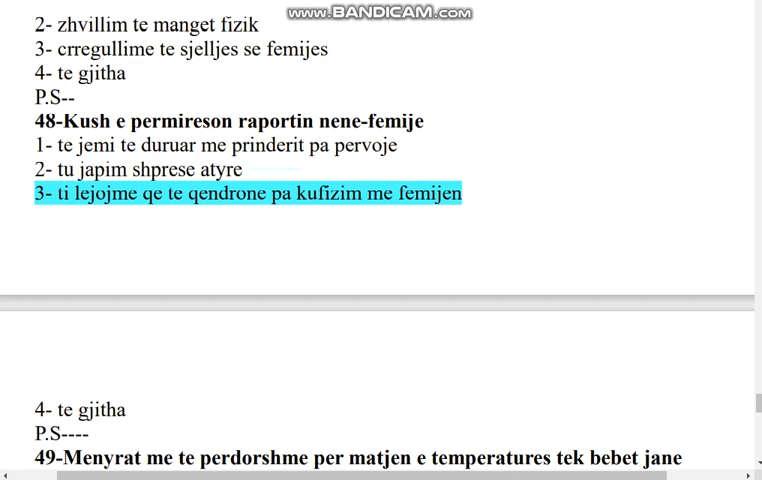 www.BANDICAM.com
2- zhvillim te manget fizik
3- crregullime te sjelljes se femijes
4- te gjitha
P.S--
48-Kush e permireson raportin nene-femije
1- te jemi te duruar me prinderit pa pervoje
2- tu japim shprese atyre
3- ti lejojme qe te qendrone pa kufizim me femijen
4- te gjitha
P.S----
49-Menyrat me te perdorshme per matjen e temperatures tek bebet jane